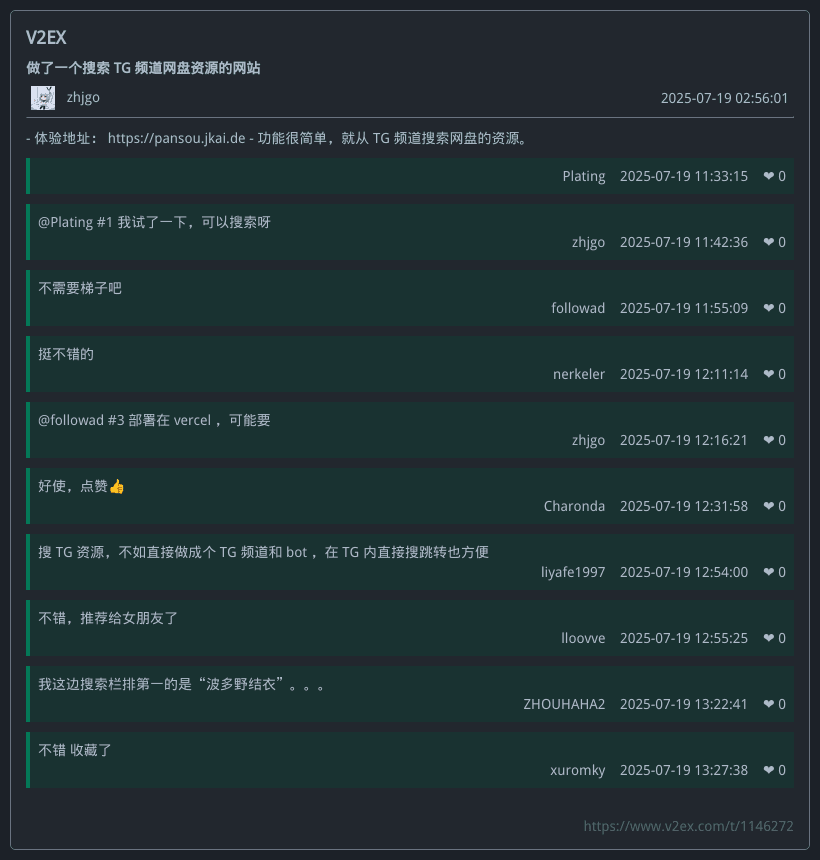 V2EX
做了一个搜索 TG 频道网盘资源的网站
zhjgo 2025-07-19 02:56:01
- 体验地址： https://pansou.jkai.de - 功能很简单，就从 TG 频道搜索网盘的资源。
Plating 2025-07-19 11:33:15 ❤ 0
@Plating #1 我试了一下，可以搜索呀
zhjgo 2025-07-19 11:42:36 ❤ 0
不需要梯子吧
followad 2025-07-19 11:55:09 ❤ 0
挺不错的
nerkeler 2025-07-19 12:11:14 ❤ 0
@followad #3 部署在 vercel ，可能要
zhjgo 2025-07-19 12:16:21 ❤ 0
好使，点赞👍
Charonda 2025-07-19 12:31:58 ❤ 0
搜 TG 资源，不如直接做成个 TG 频道和 bot ，在 TG 内直接搜跳转也方便
liyafe1997 2025-07-19 12:54:00 ❤ 0
不错，推荐给女朋友了
lloovve 2025-07-19 12:55:25 ❤ 0
我这边搜索栏排第一的是“波多野结衣”。。。
ZHOUHAHA2 2025-07-19 13:22:41 ❤ 0
不错 收藏了
xuromky 2025-07-19 13:27:38 ❤ 0
https://www.v2ex.com/t/1146272